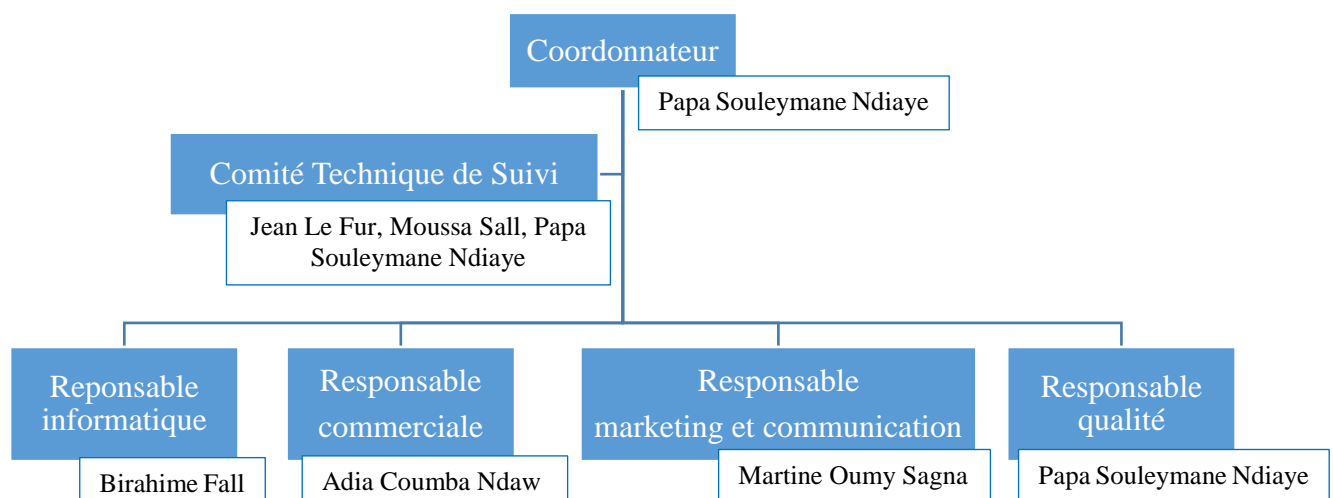 Coordonnateur
Papa Souleymane Ndiaye
Comité Technique de Suivi
Jean Le Fur, Moussa Sall, Papa
Souleymane Ndiaye
Reponsable
informatique
Birahime Fall
Responsable
commerciale
Adia Coumba Ndaw
Responsable
marketing et communication
Martine Oumy Sagna
Responsable
qualité
Papa Souleymane Ndiaye